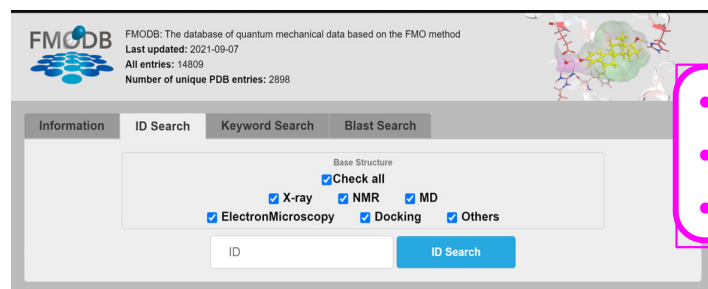 FMODB
FMODB: The database of quantum mechanical data based on the FMO method
Last updated: 2021-09-07
All entries: 14809
Number of unique PDB entries: 2898
Information ID Search Keyword Search Blast Search
Base Structure
Check all
X-ray NMR MD
ElectronMicroscopy Docking Others
ID ID Search